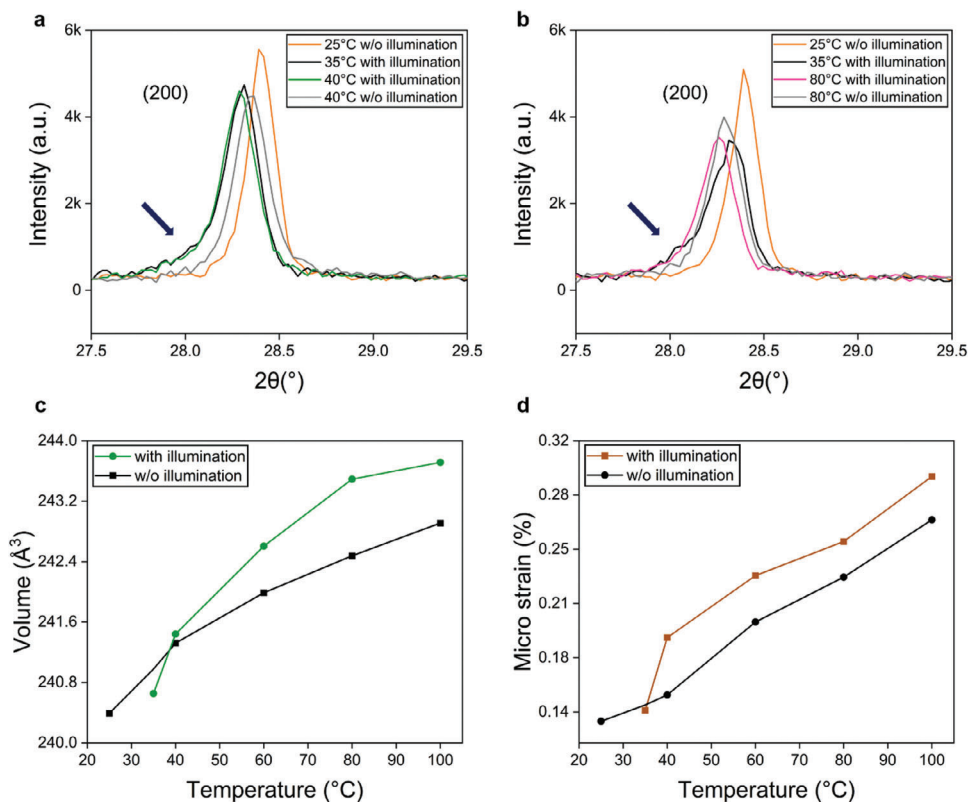 a
6k
4k
2k
0
Intensity (a.u.)
(200)
25°C w/o illumination
35°C with illumination
40°C with illumination
40°C w/o illumination
27.5 28.0 28.5 29.0 29.5
2θ(°)
b
6k
4k
2k
0
Intensity (a.u.)
(200)
25°C w/o illumination
35°C with illumination
80°C with illumination
80°C w/o illumination
27.5 28.0 28.5 29.0 29.5
2θ(°)
c
244.0
243.2
242.4
241.6
240.8
240.0
Volume (Å³)
with illumination
w/o illumination
20 30 40 50 60 70 80 90 100
Temperature (°C)
d
0.32
0.28
0.25
0.21
0.18
0.14
Micro strain (%)
with illumination
w/o illumination
20 30 40 50 60 70 80 90 100
Temperature (°C)